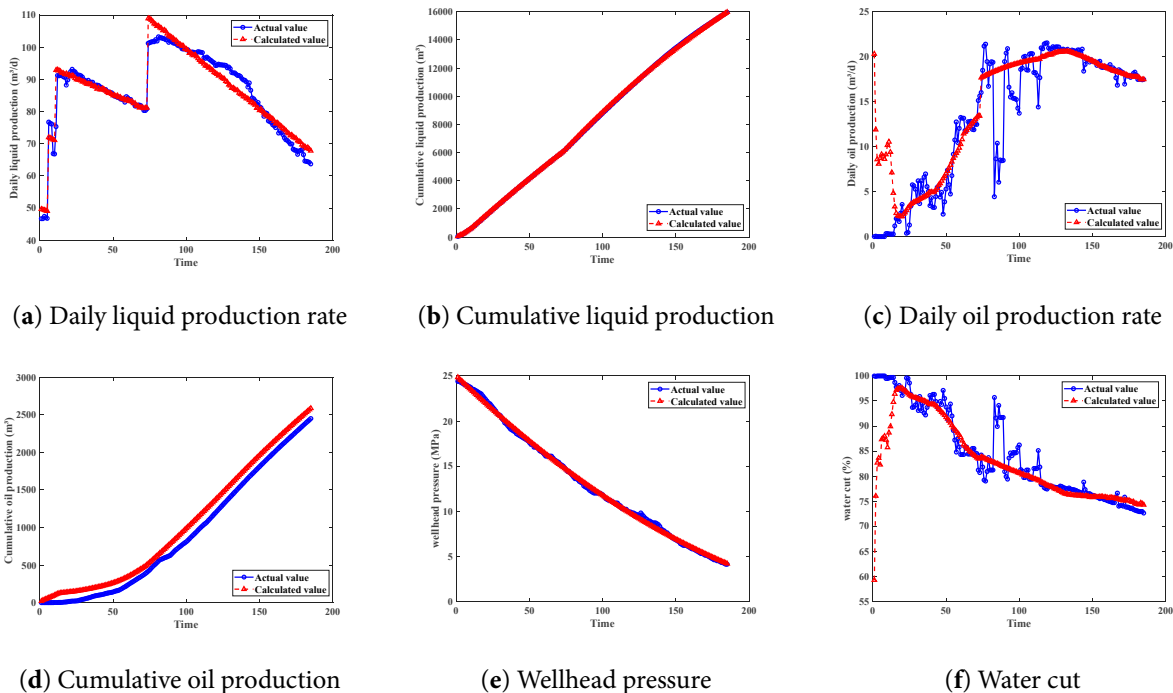 110
100
90
80
70
60
50
40
0
50
100
150
200
Daily liquid production (m³/d)
Time
Actual value
Calculated value
(a) Daily liquid production rate
16000
14000
12000
10000
8000
6000
4000
2000
0
0
50
100
150
200
Cumulative liquid production (m³)
Time
Actual value
Calculated value
(b) Cumulative liquid production
25
20
15
10
5
0
0
50
100
150
200
Daily oil production (m³/d)
Time
Actual value
Calculated value
(c) Daily oil production rate
3000
2500
2000
1500
1000
500
0
0
50
100
150
200
Cumulative oil production (m³)
Time
Actual value
Calculated value
(d) Cumulative oil production
25
20
15
10
5
0
0
50
100
150
200
wellhead pressure (MPa)
Time
Actual value
Calculated value
(e) Wellhead pressure
100
95
90
85
80
75
70
65
60
55
0
50
100
150
200
water cut (%)
Time
Actual value
Calculated value
(f) Water cut